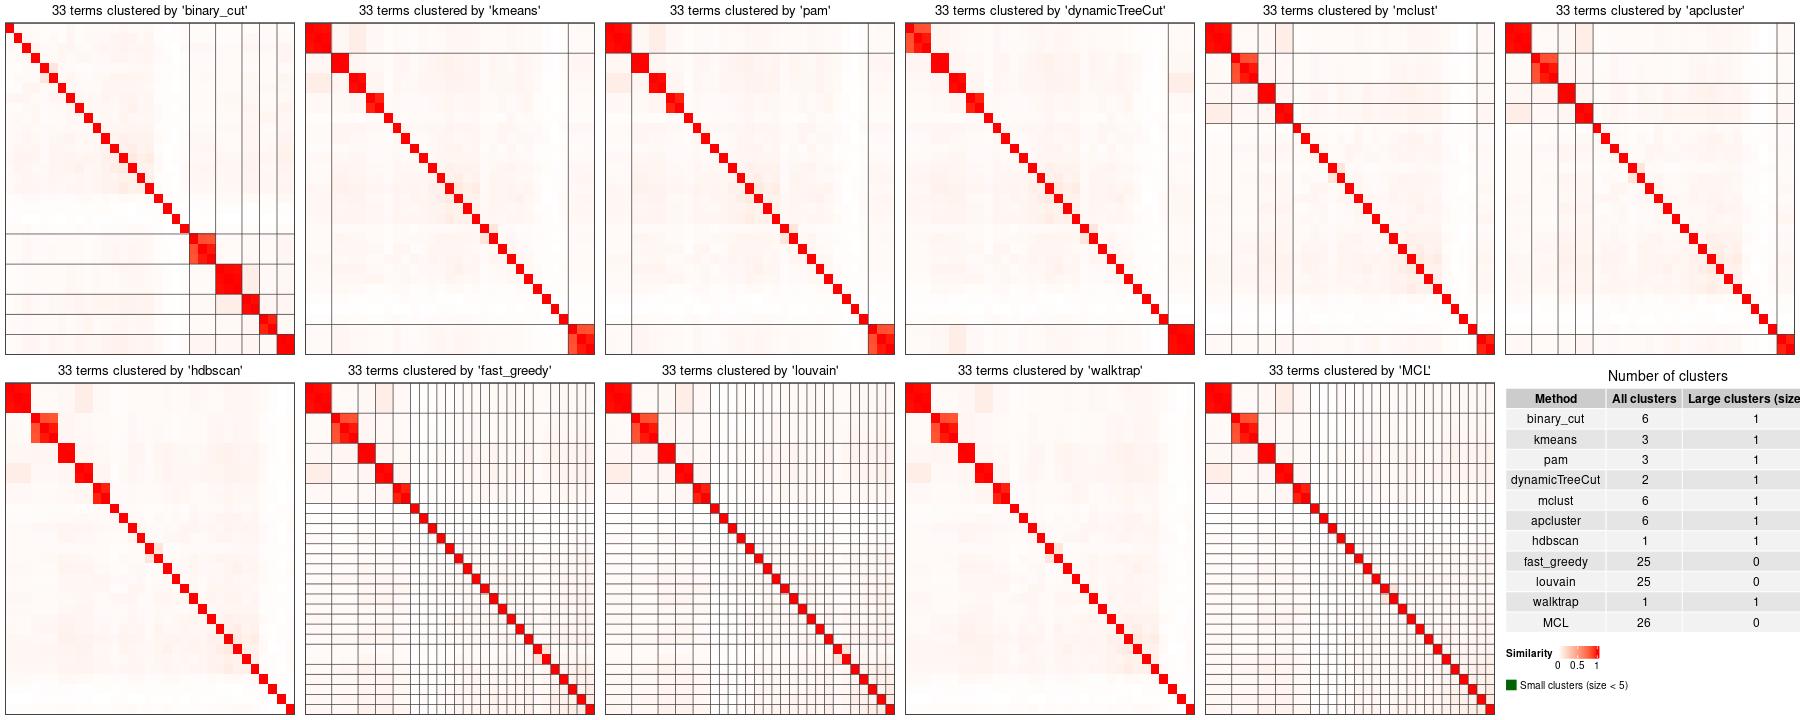 33 terms clustered by 'binary_cut'
33 terms clustered by 'kmeans'
33 terms clustered by 'pam'
33 terms clustered by 'dynamicTreeCut'
33 terms clustered by 'mclust'
33 terms clustered by 'apcluster'
33 terms clustered by 'hdbscan'
33 terms clustered by 'fast_greedy'
33 terms clustered by 'louvain'
33 terms clustered by 'walktrap'
33 terms clustered by 'MCL'
Number of clusters
Method All clusters Large clusters (size
binary_cut 6 1
kmeans 3 1
pam 3 1
dynamicTreeCut 2 1
mclust 6 1
apcluster 6 1
hdbscan 1 1
fast_greedy 25 0
louvain 25 0
walktrap 1 1
MCL 26 0
Similarity
0 0.5 1
Small clusters (size < 5)